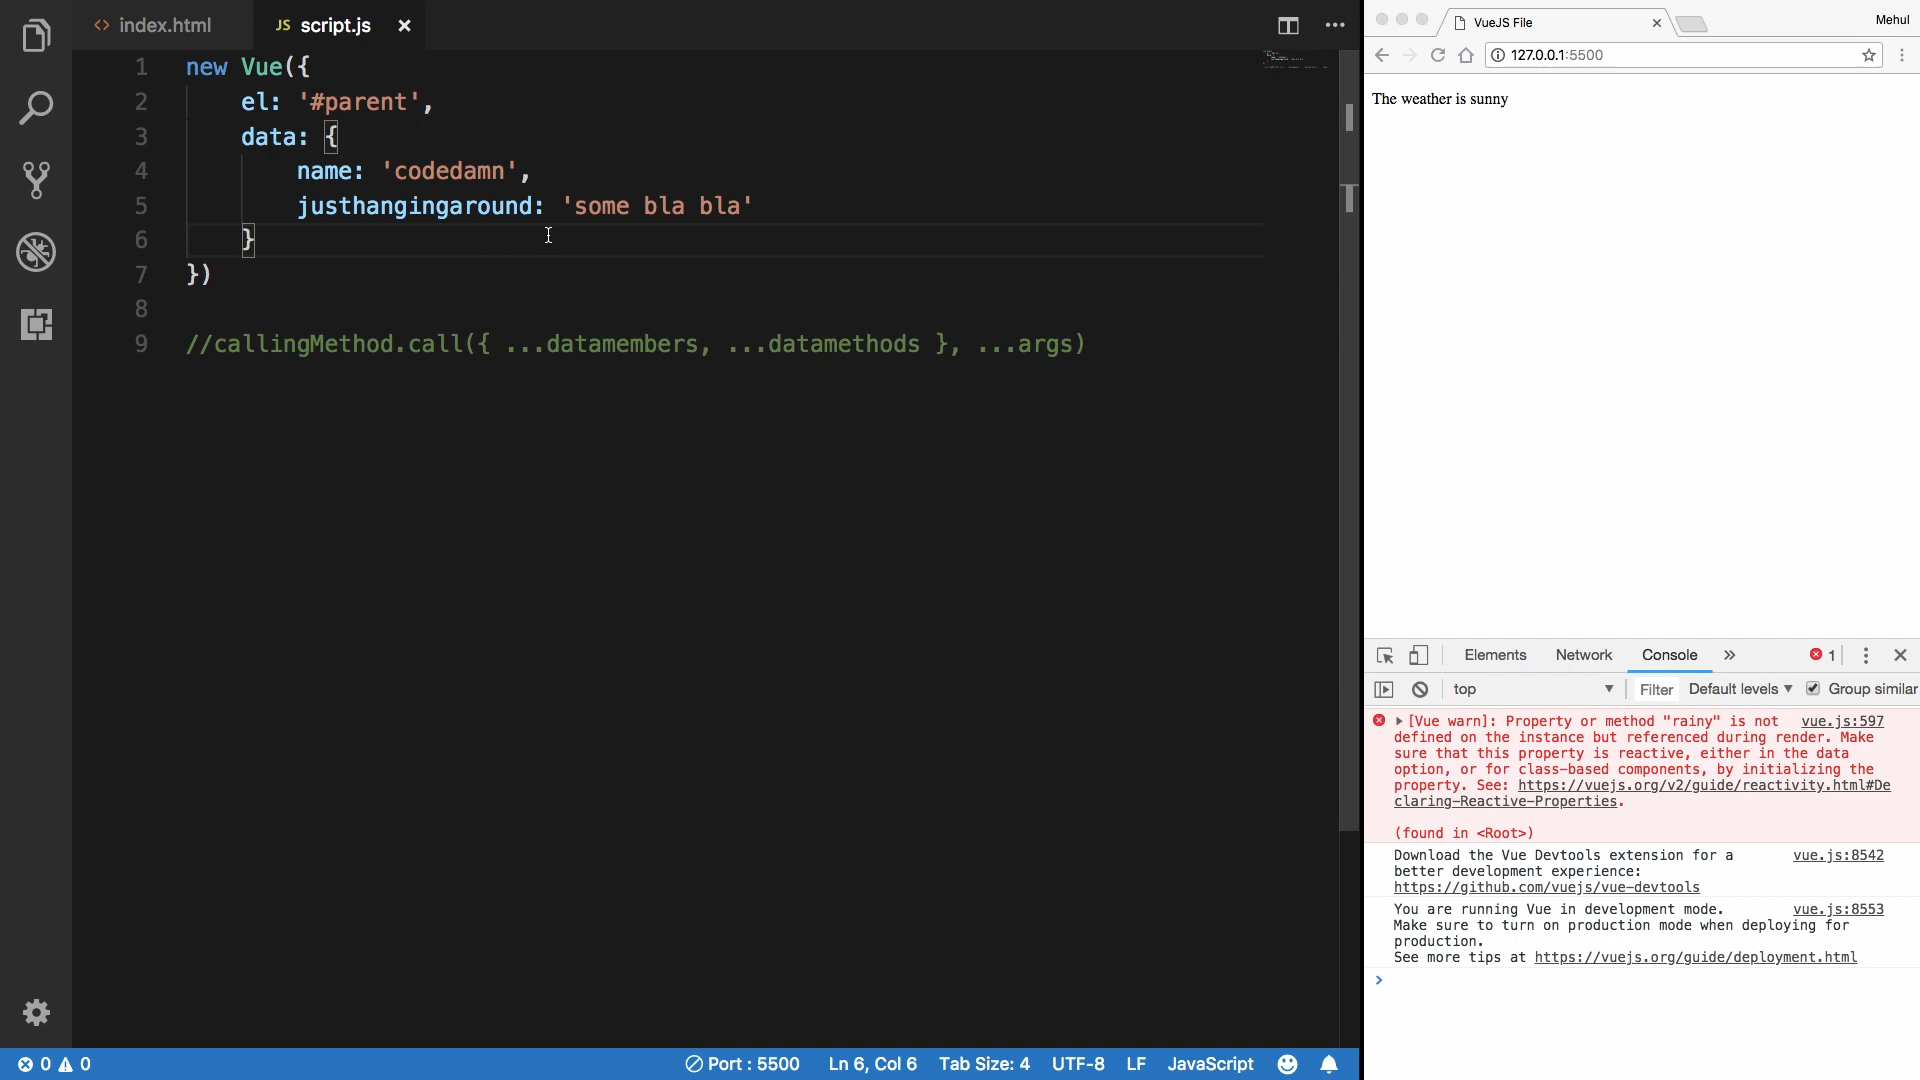 index.html
JS script.js
1 new Vue({
2 el: '#parent',
3 data: {
4 name: 'codedamn',
5 justhangingaround: 'some bla bla'
6 }
7 })
8
9 //callingMethod.call({ ...datamembers, ...datamethods }, ...args)
0 0
Port : 5500 Ln 6, Col 6 Tab Size: 4 UTF-8 LF JavaScript
VueJS File
Mehul
127.0.0.1:5500
The weather is sunny
Elements Network Console 1
top Filter Default levels Group similar
[Vue warn]: Property or method "rainy" is not vue.js:597
defined on the instance but referenced during render. Make
sure that this property is reactive, either in the data
option, or for class-based components, by initializing the
property. See: https://vuejs.org/v2/guide/reactivity.html#De
claring-Reactive-Properties.
(found in <Root>)
Download the Vue Devtools extension for a vue.js:8542
better development experience:
https://github.com/vuejs/vue-devtools
You are running Vue in development mode. vue.js:8553
Make sure to turn on production mode when deploying for
production.
See more tips at https://vuejs.org/guide/deployment.html